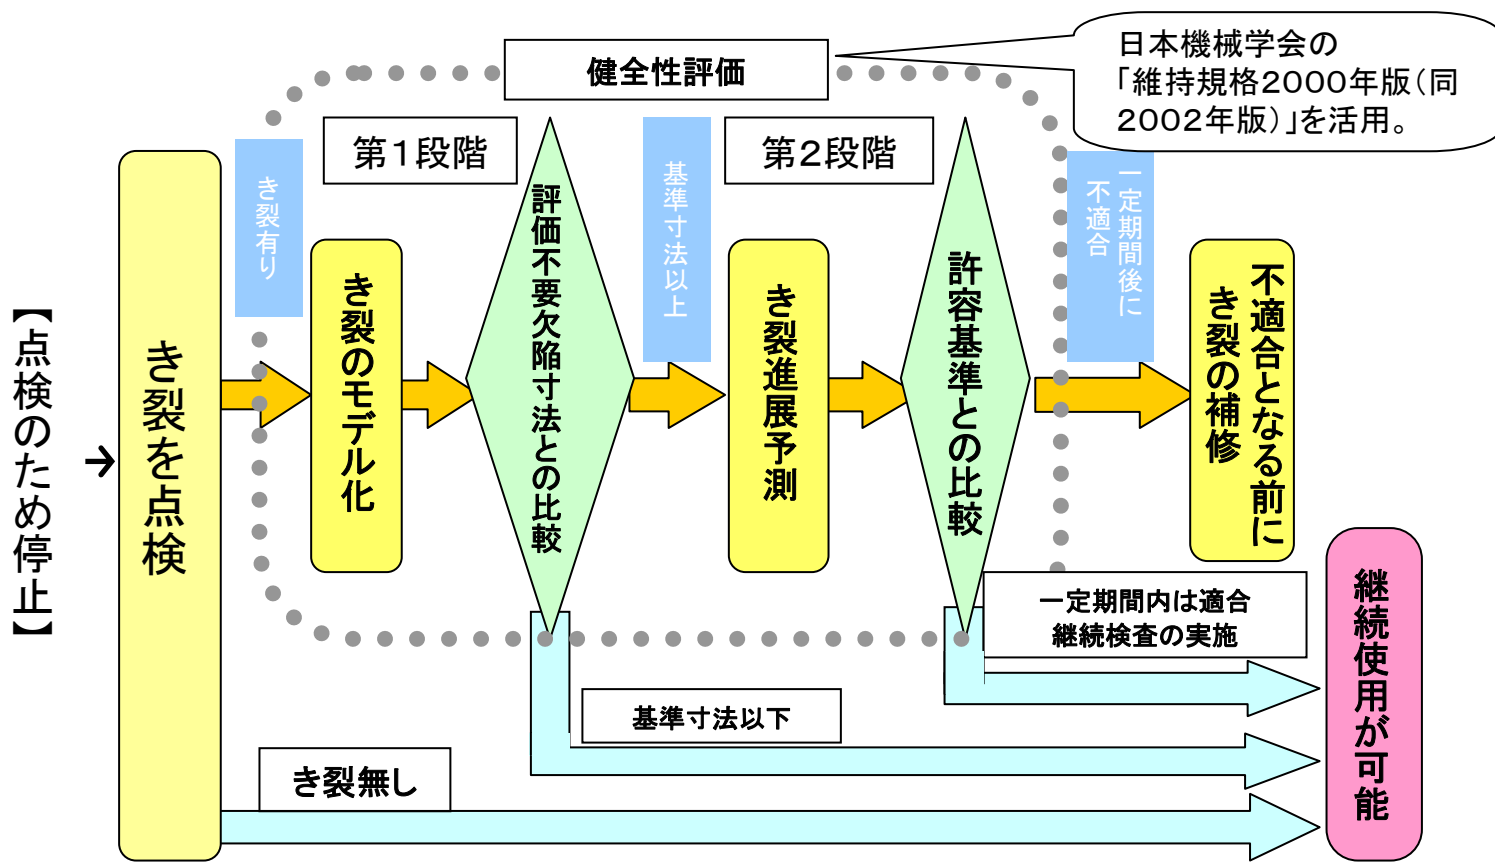 健全性評価
日本機械学会の
「維持規格2000年版(同
2002年版)」を活用。
第1段階
第2段階
【点検のため停止】
→
き裂を点検
き裂有り
き裂のモデル化
評価不要欠陥寸法との比較
基準寸法以上
き裂進展予測
許容基準との比較
一定期間後に
不適合
不適合となる前に
き裂の補修
一定期間内は適合
継続検査の実施
基準寸法以下
き裂無し
継続使用が可能